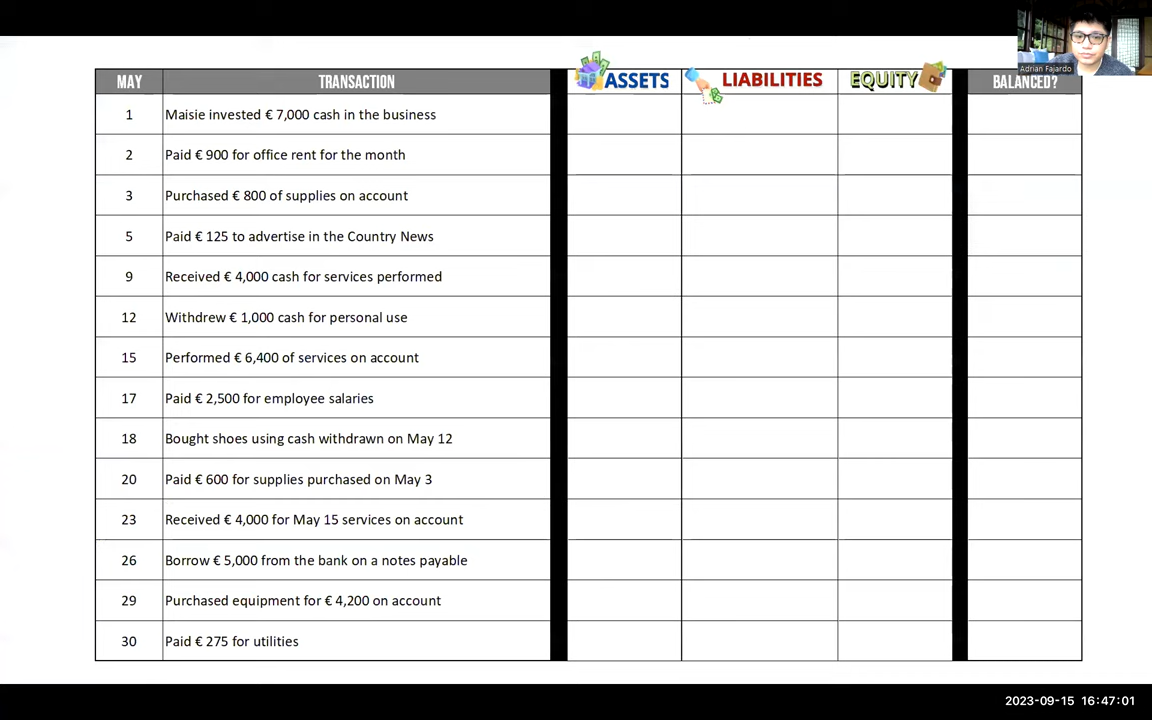 Adrian Fajardo
MAY TRANSACTION ASSETS LIABILITIES EQUITY BALANCED?
1 Maisie invested € 7,000 cash in the business
2 Paid € 900 for office rent for the month
3 Purchased € 800 of supplies on account
5 Paid € 125 to advertise in the Country News
9 Received € 4,000 cash for services performed
12 Withdrew € 1,000 cash for personal use
15 Performed € 6,400 of services on account
17 Paid € 2,500 for employee salaries
18 Bought shoes using cash withdrawn on May 12
20 Paid € 600 for supplies purchased on May 3
23 Received € 4,000 for May 15 services on account
26 Borrow € 5,000 from the bank on a notes payable
29 Purchased equipment for € 4,200 on account
30 Paid € 275 for utilities
2023-09-15 16:47:01